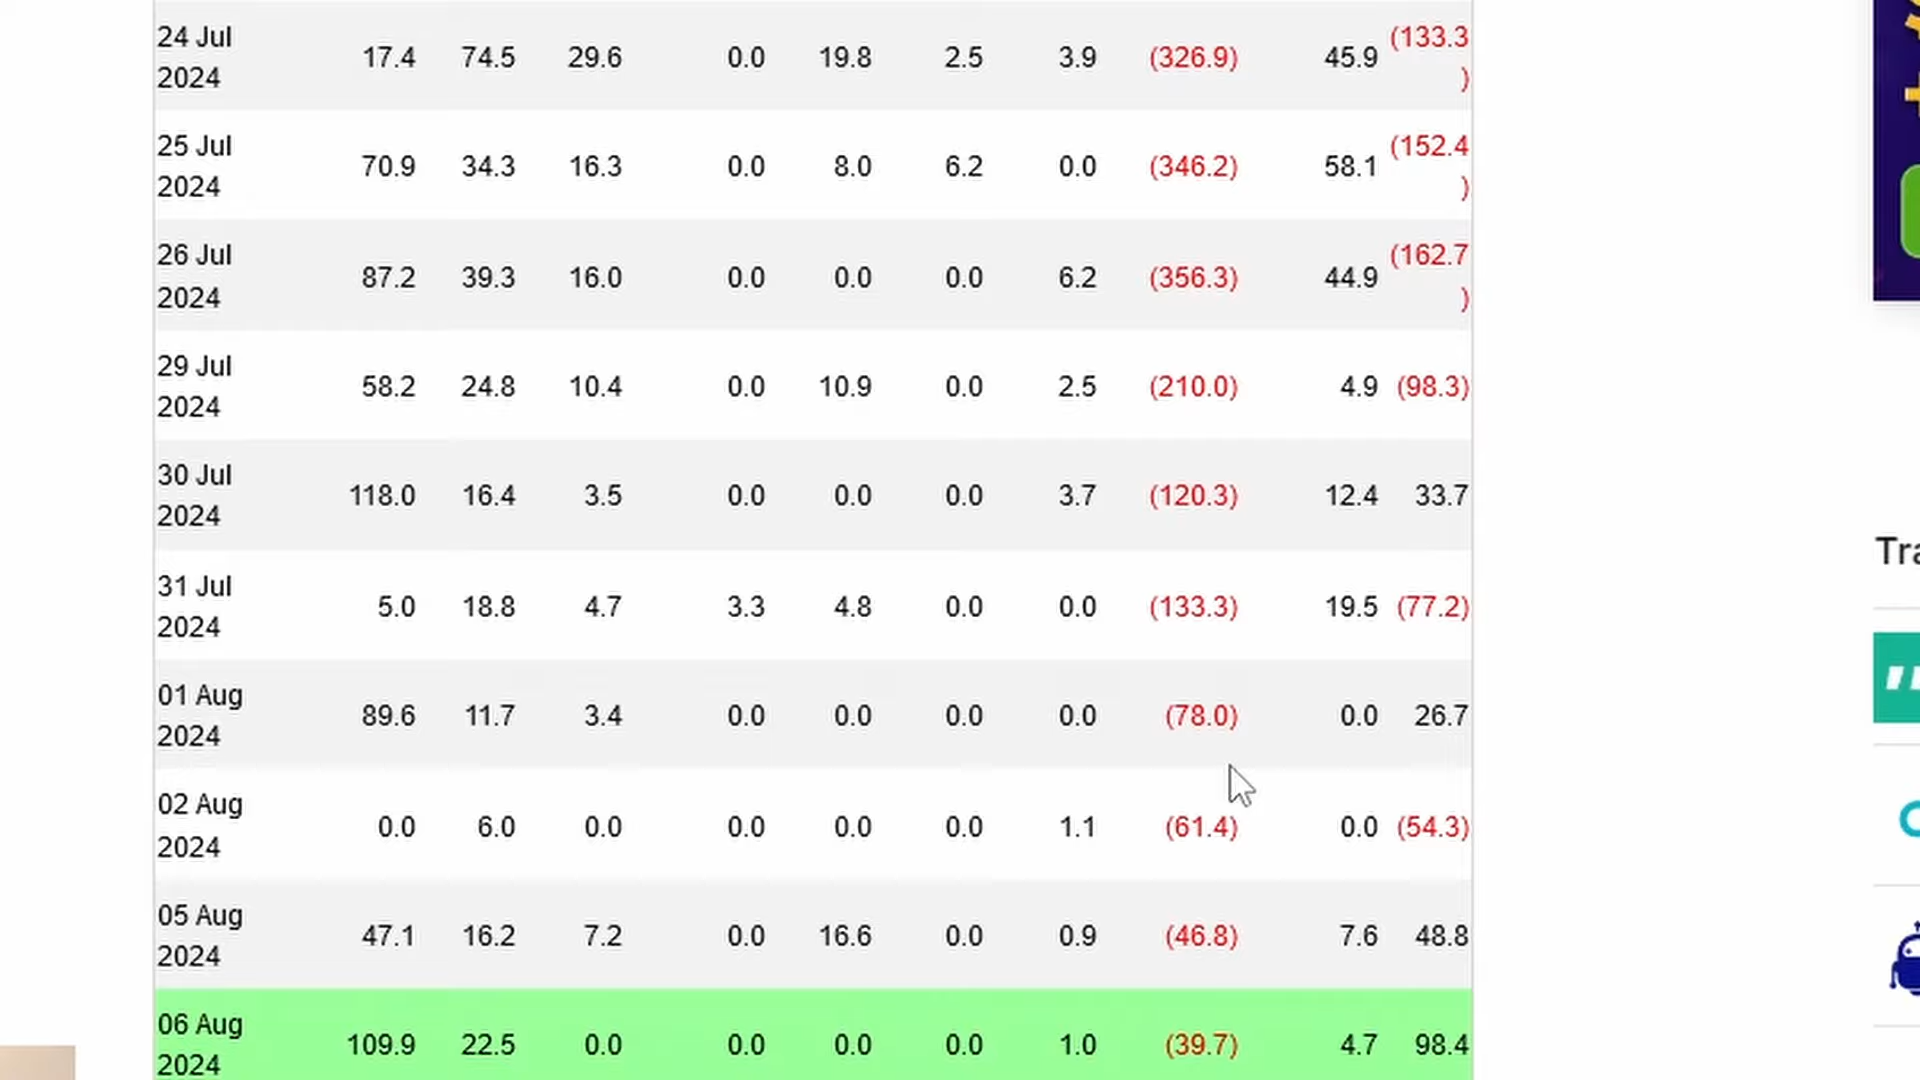 24 Jul 2024 17.4 74.5 29.6 0.0 19.8 2.5 3.9 (326.9) 45.9 (133.3)
25 Jul 2024 70.9 34.3 16.3 0.0 8.0 6.2 0.0 (346.2) 58.1 (152.4)
26 Jul 2024 87.2 39.3 16.0 0.0 0.0 0.0 6.2 (356.3) 44.9 (162.7)
29 Jul 2024 58.2 24.8 10.4 0.0 10.9 0.0 2.5 (210.0) 4.9 (98.3)
30 Jul 2024 118.0 16.4 3.5 0.0 0.0 0.0 3.7 (120.3) 12.4 33.7
31 Jul 2024 5.0 18.8 4.7 3.3 4.8 0.0 0.0 (133.3) 19.5 (77.2)
01 Aug 2024 89.6 11.7 3.4 0.0 0.0 0.0 0.0 (78.0) 0.0 26.7
02 Aug 2024 0.0 6.0 0.0 0.0 0.0 0.0 1.1 (61.4) 0.0 (54.3)
05 Aug 2024 47.1 16.2 7.2 0.0 16.6 0.0 0.9 (46.8) 7.6 48.8
06 Aug 2024 109.9 22.5 0.0 0.0 0.0 0.0 1.0 (39.7) 4.7 98.4